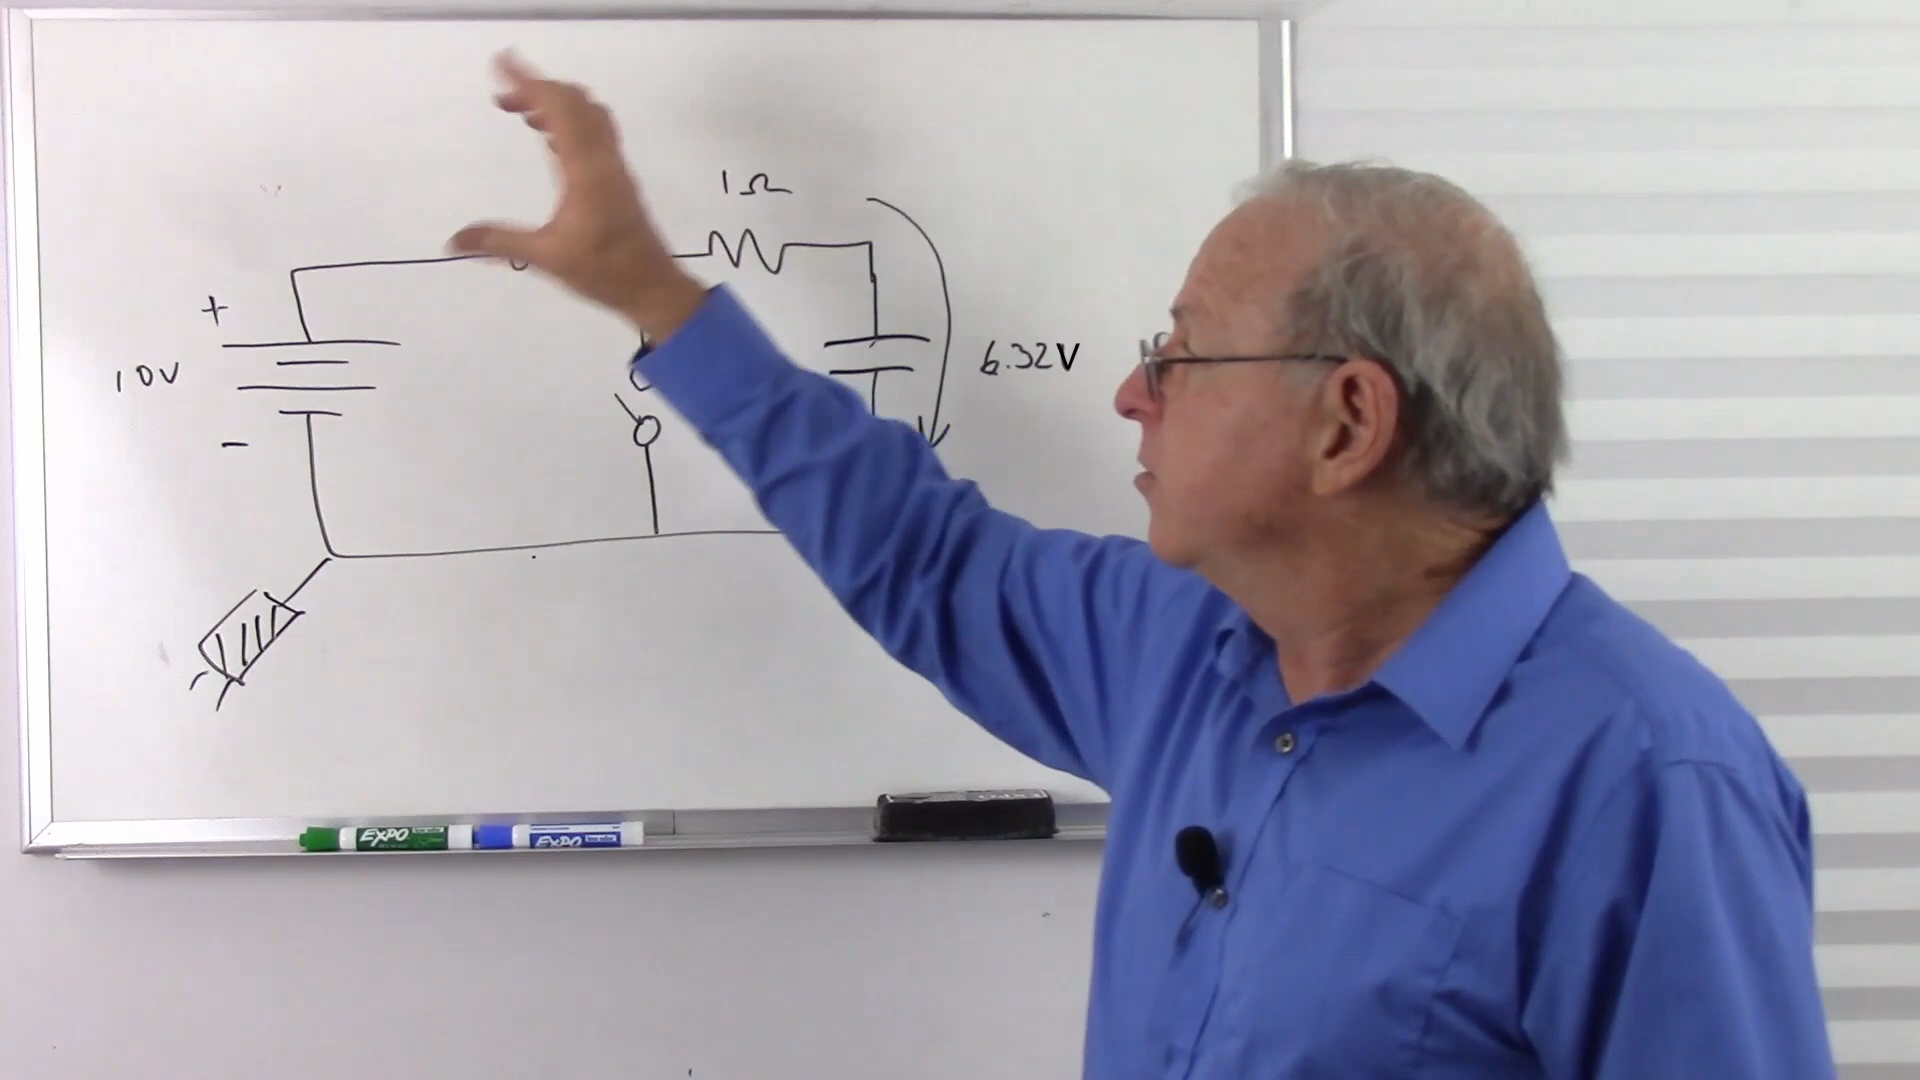 1Ω
+
10V
6.32V
-
EXPO
EXPO